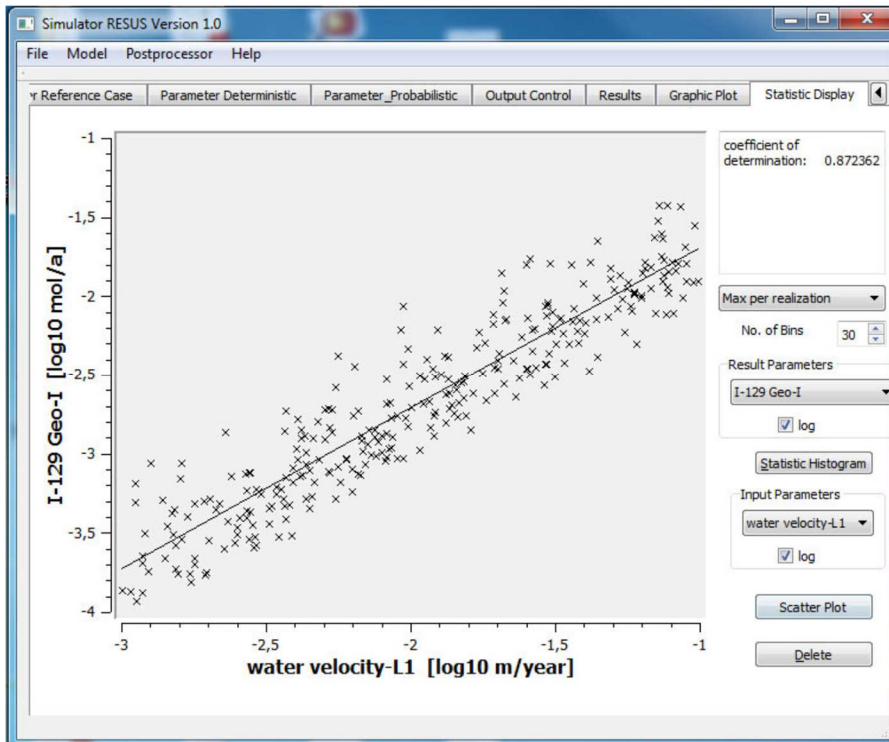 Simulator RESUS Version 1.0
File Model Postprocessor Help
r Reference Case Parameter Deterministic Parameter_Probabilistic Output Control Results Graphic Plot Statistic Display
coefficient of
determination: 0.872362
Max per realization
No. of Bins 30
Result Parameters
I-129 Geo-I
log
Statistic Histogram
Input Parameters
water velocity-L1
log
Scatter Plot
Delete
I-129 Geo-I [log10 mol/a]
-1
-1,5
-2
-2,5
-3
-3,5
-4
-3 -2,5 -2 -1,5 -1
water velocity-L1 [log10 m/year]